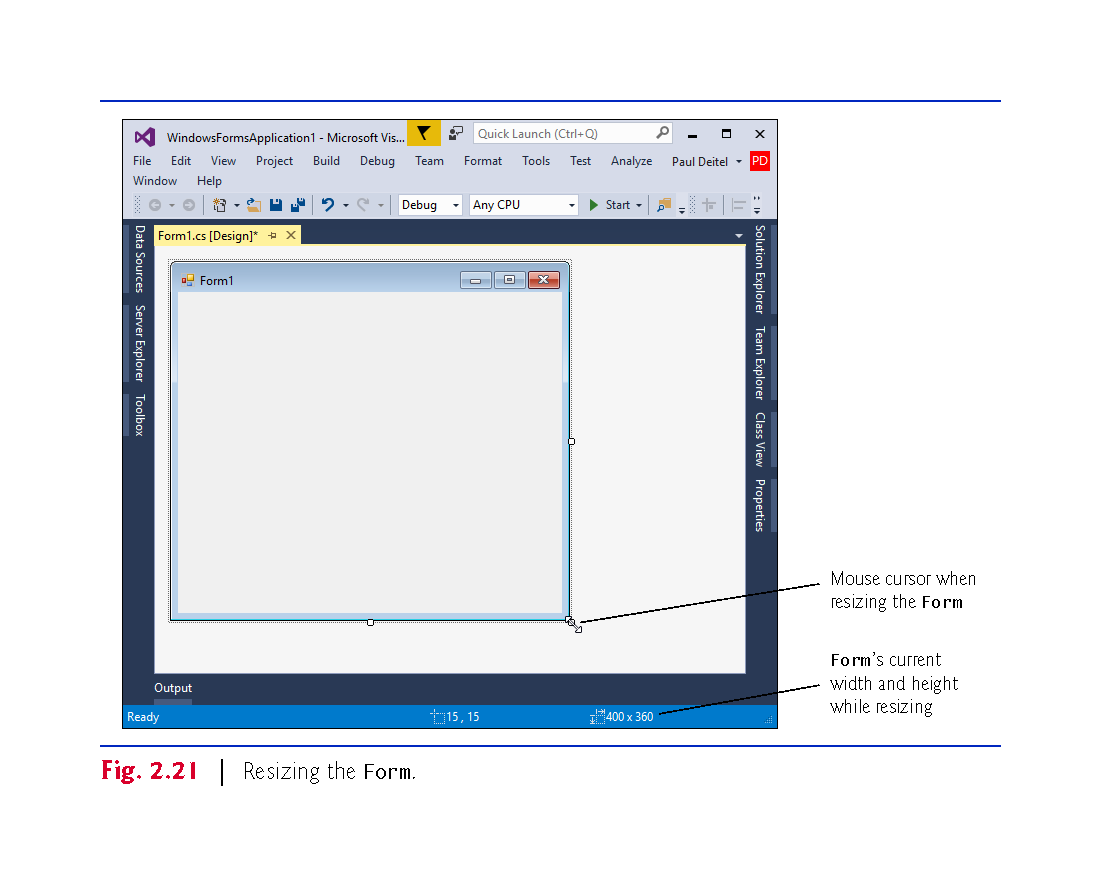 WindowsFormsApplication1 - Microsoft Vis...
Quick Launch (Ctrl+Q)
File Edit View Project Build Debug Team Format Tools Test Analyze Paul Deitel PD
Window Help
Debug Any CPU Start
Form1.cs [Design]*
Form1
Data Sources
Server Explorer
Toolbox
Solution Explorer
Team Explorer
Class View
Properties
Mouse cursor when
resizing the Form
Form's current
width and height
while resizing
Output
Ready 15 , 15 400 x 360
Fig. 2.21 | Resizing the Form.